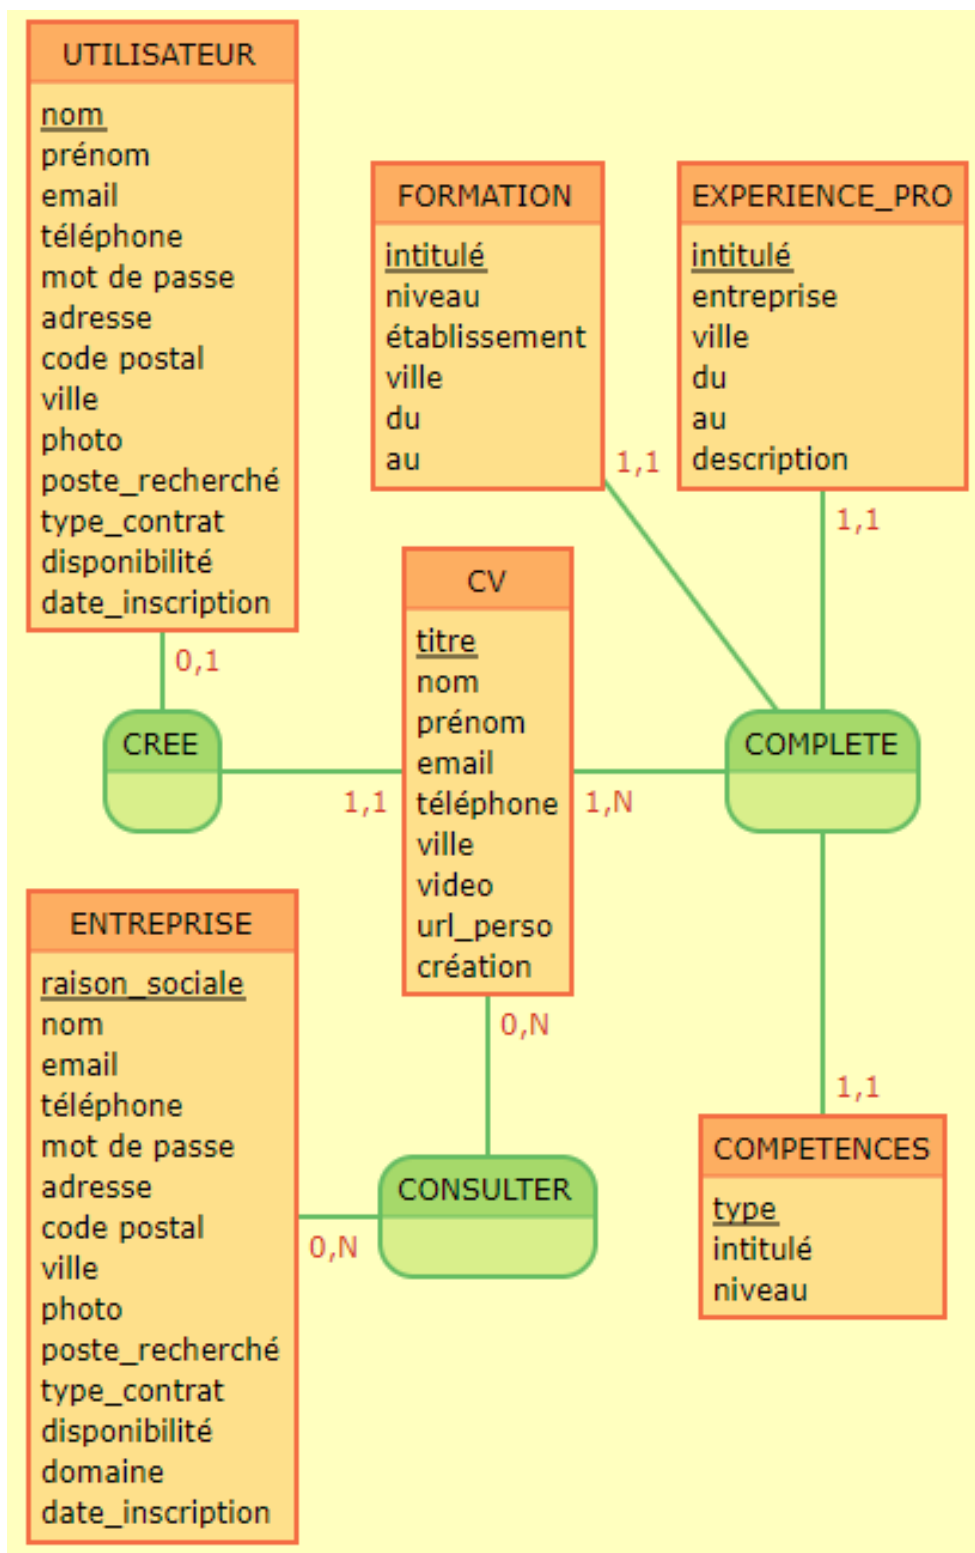 UTILISATEUR
nom
prénom
email
téléphone
mot de passe
adresse
code postal
ville
photo
poste_recherché
type_contrat
disponibilité
date_inscription
0,1
FORMATION
intitulé
niveau
établissement
ville
du
au
1,1
EXPERIENCE_PRO
intitulé
entreprise
ville
du
au
description
1,1
CREE
1,1
CV
titre
nom
prénom
email
téléphone
ville
video
url_perso
création
1,N
0,N
COMPLETE
1,1
ENTREPRISE
raison_sociale
nom
email
téléphone
mot de passe
adresse
code postal
ville
photo
poste_recherché
type_contrat
disponibilité
domaine
date_inscription
0,N
CONSULTER
COMPETENCES
type
intitulé
niveau